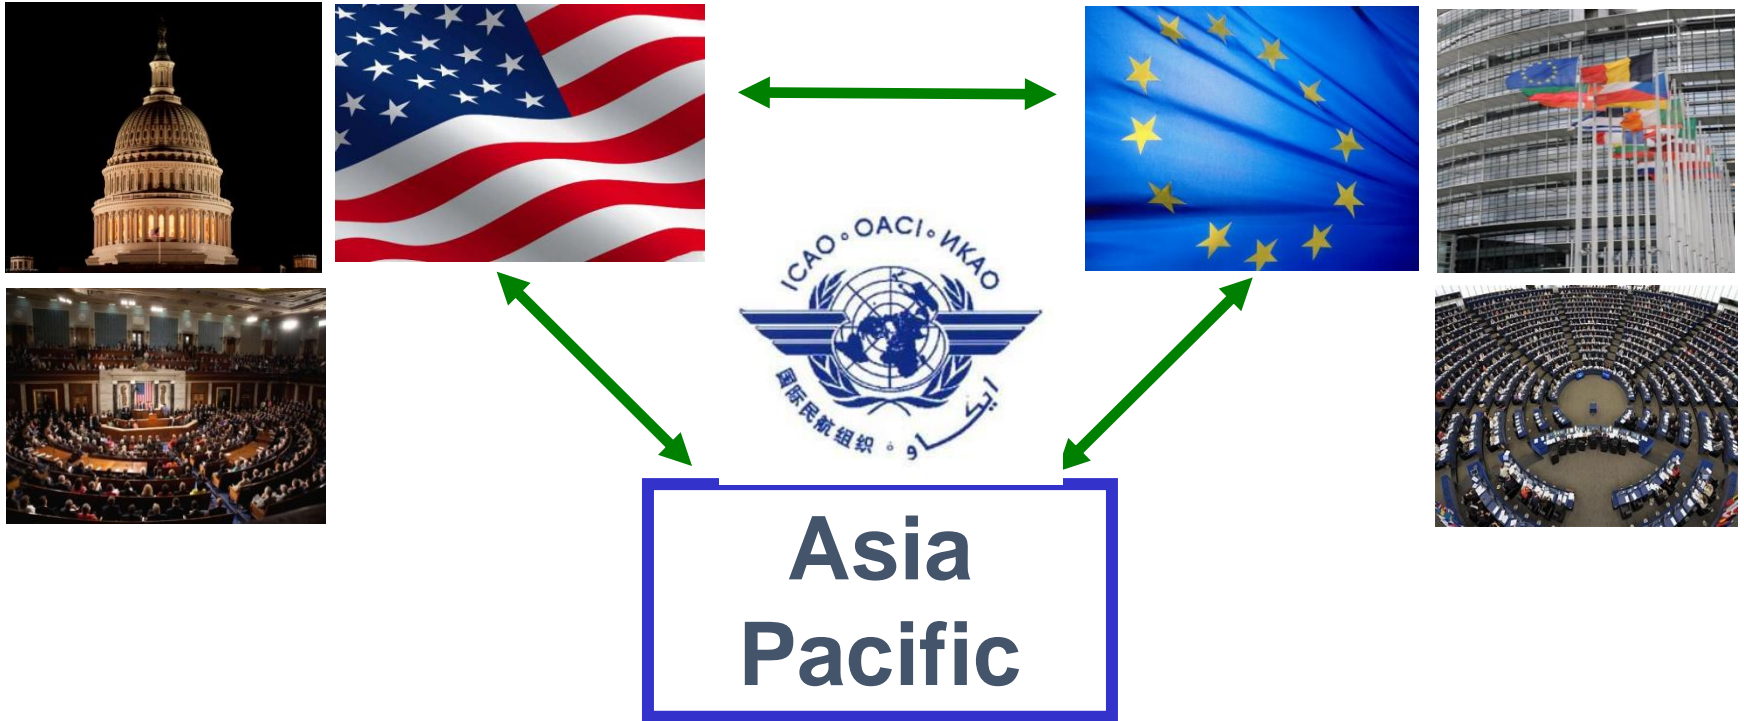 ICAO ◦ OACI ◦ ИКАО
国际民航组织 ◦ ايكاو
Asia
Pacific